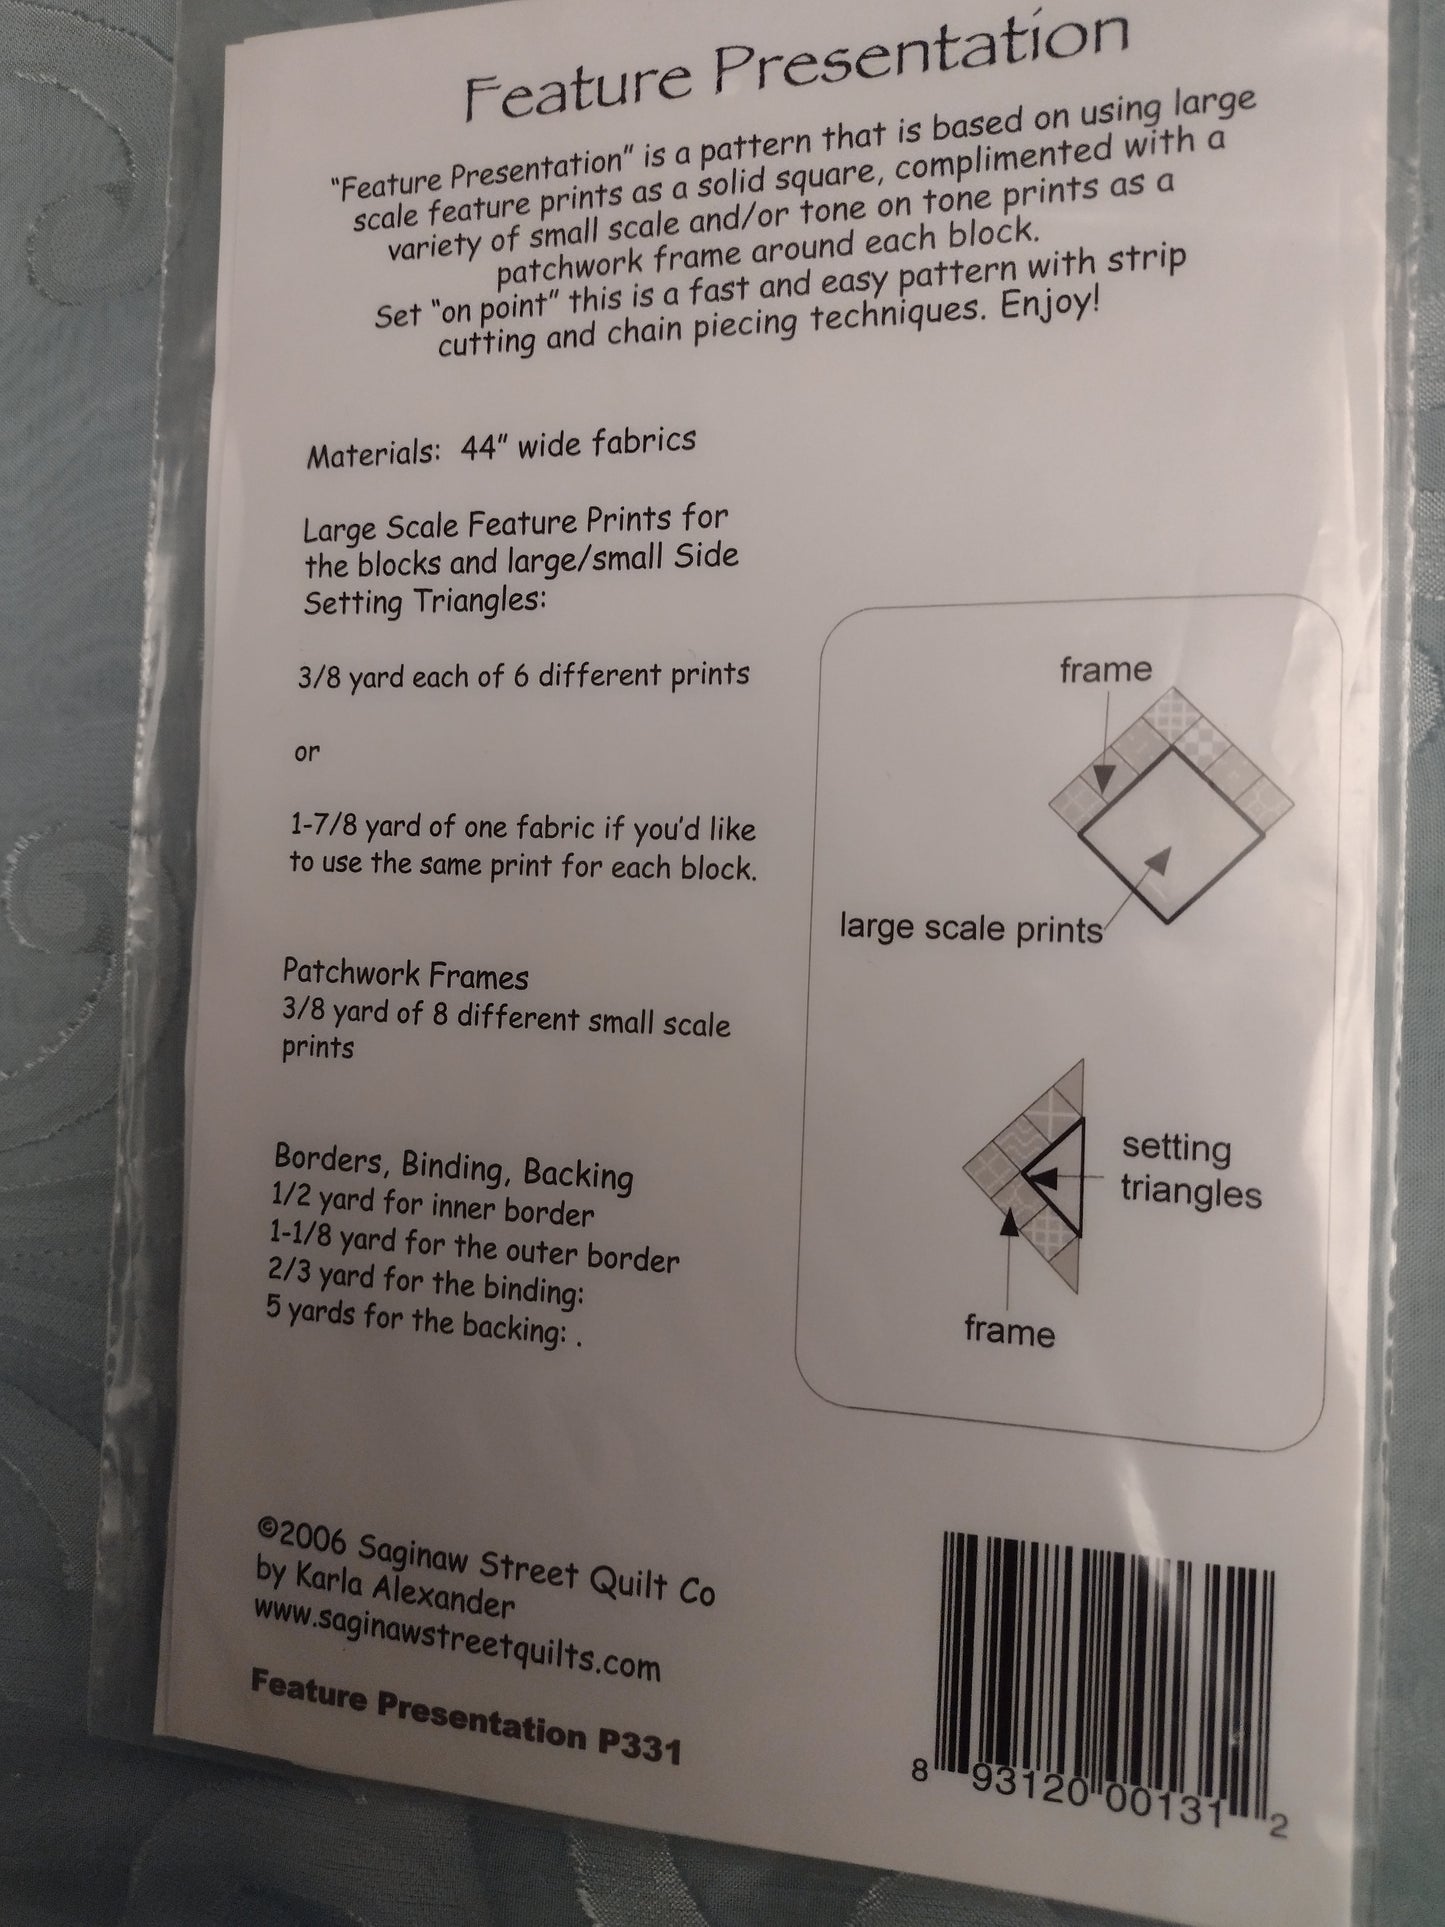 Feature Presentation
"Feature Presentation" is a pattern that is based on using large
scale feature prints as a solid square, complimented with a
variety of small scale and/or tone on tone prints as a
patchwork frame around each block.
Set "on point" this is a fast and easy pattern with strip
cutting and chain piecing techniques. Enjoy!
Materials: 44" wide fabrics
Large Scale Feature Prints for
the blocks and large/small Side
Setting Triangles:
3/8 yard each of 6 different prints
or
1-7/8 yard of one fabric if you'd like
to use the same print for each block.
Patchwork Frames
3/8 yard of 8 different small scale
prints
Borders, Binding, Backing
1/2 yard for inner border
1-1/8 yard for the outer border
2/3 yard for the binding:
5 yards for the backing: .
frame
large scale prints
setting
triangles
frame
©2006 Saginaw Street Quilt Co
by Karla Alexander
www.saginawstreetquilts.com
Feature Presentation P331
8 93120 00131 2